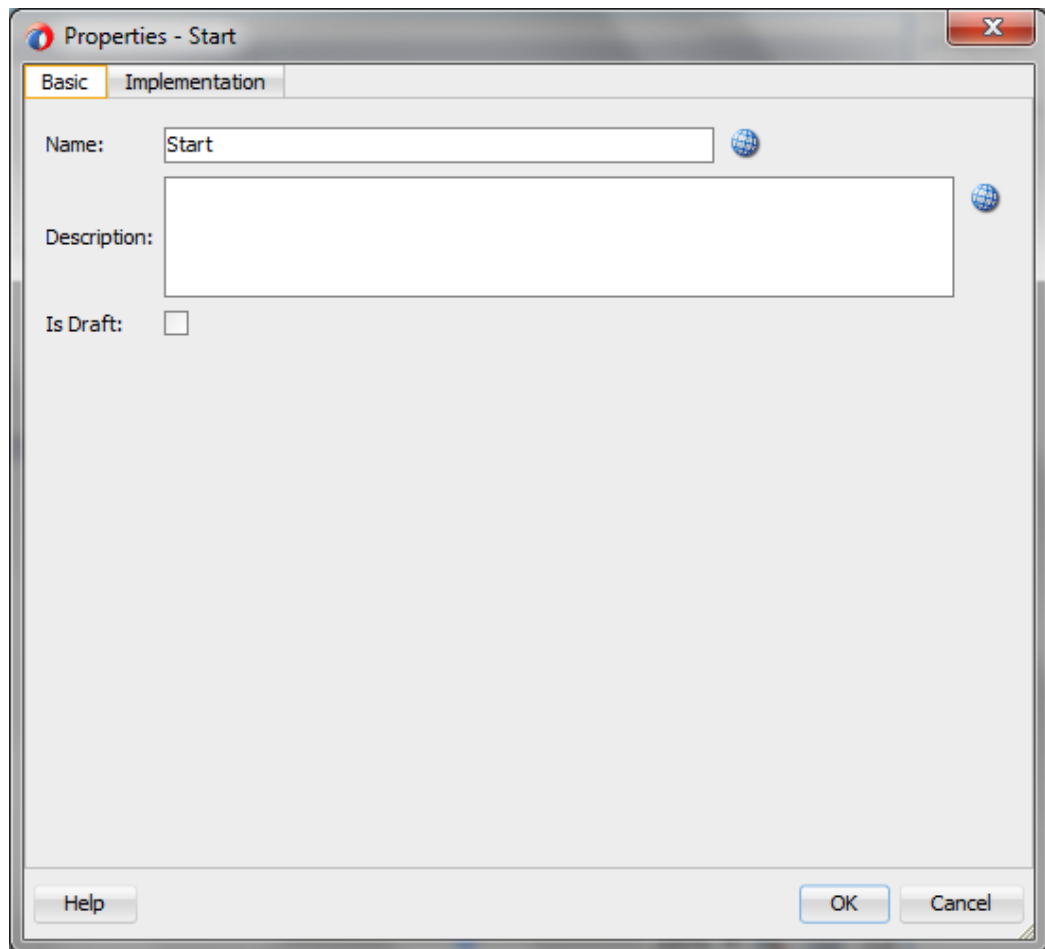 Properties - Start
Basic Implementation
Name: Start
Description:
Is Draft:
Help OK Cancel